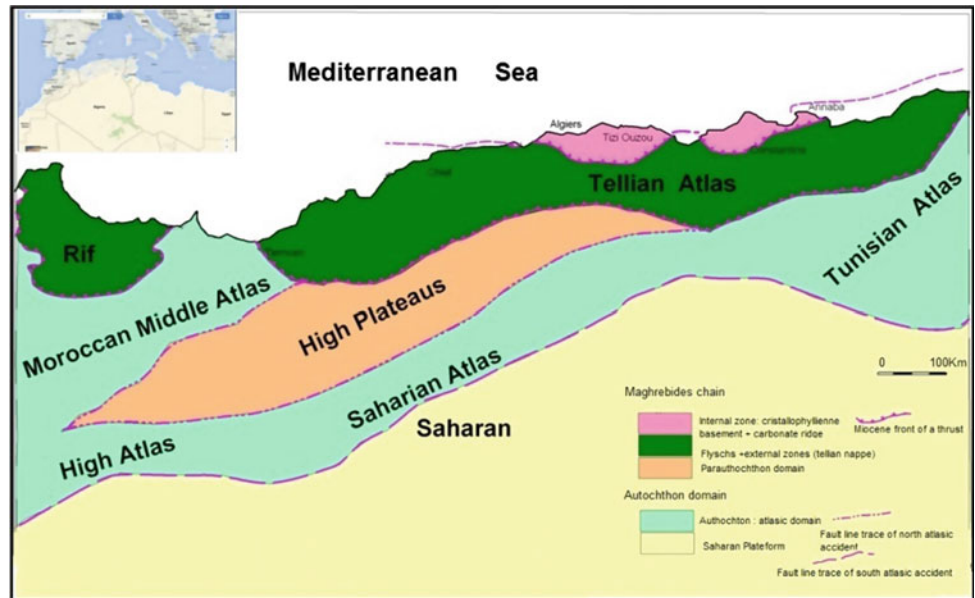 Mediterranean Sea
Algiers
Tizi Ouzou
Annaba
Constantine
Chlef
Tellian Atlas
Rif
Tlemcen
Tunisian Atlas
Moroccan Middle Atlas
High Plateaus
Saharian Atlas
High Atlas
Saharan
0 100Km
Maghrebides chain
Internal zone: cristallophyllienne
basement + carbonate ridge
Miocene front of a thrust
Flyschs +external zones (tellian nappe)
Parauthochthon domain
Autochthon domain
Authochton : atlasic domain
Fault line trace of north atlasic
accident
Saharan Plateform
Fault line trace of south atlasic accident